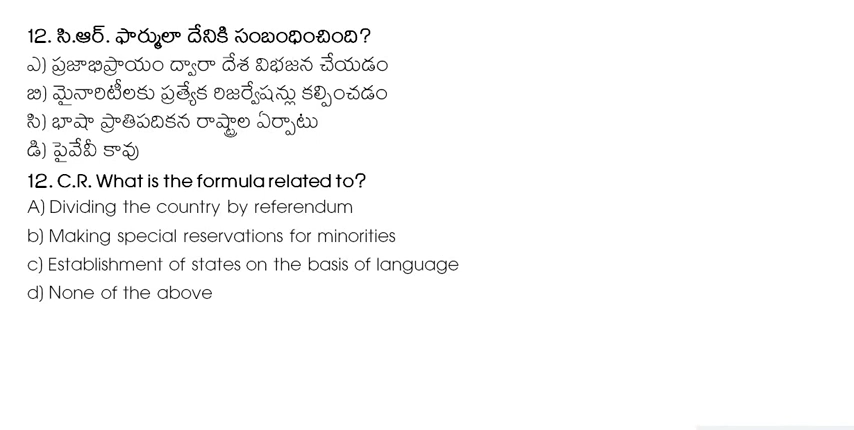 12. సి.ఆర్. ఫార్ములా దేనికి సంబంధించింది?
ఎ) ప్రజాభిప్రాయం ద్వారా దేశ విభజన చేయడం
బి) మైనారిటీలకు ప్రత్యేక రిజర్వేషన్లు కల్పించడం
సి) భాషా ప్రాతిపదికన రాష్ట్రాల ఏర్పాటు
డి) పైవేవీ కావు
12. C.R. What is the formula related to?
A) Dividing the country by referendum
b) Making special reservations for minorities
c) Establishment of states on the basis of language
d) None of the above